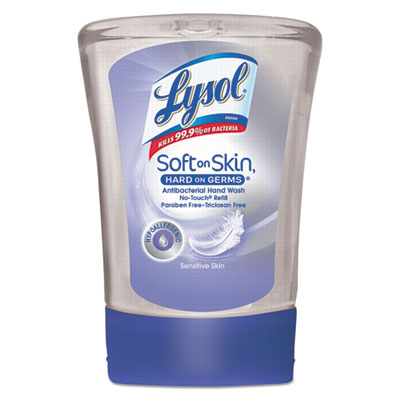 Lysol
KILLS 99.9% OF BACTERIA
Soft on Skin,
HARD ON GERMS®
Antibacterial Hand Wash
No-Touch® Refill
Paraben Free • Triclosan Free
HYPOALLERGENIC
Sensitive Skin